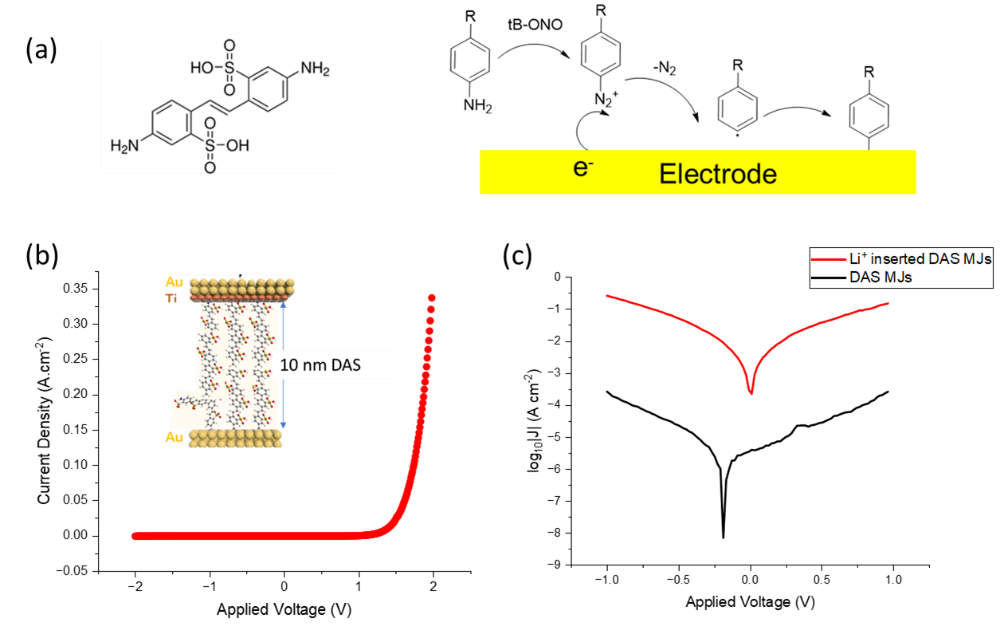 (a)
O
HO-S
O
NH2
H2N
O
S-OH
O
R
NH2
tB-ONO
R
N2+
-N2
R
R
e-
Electrode
(b)
Current Density (A.cm-2)
0.35
0.30
0.25
0.20
0.15
0.10
0.05
0.00
−0.05
−2
−1
0
1
2
Applied Voltage (V)
Au
Ti
10 nm DAS
Au
(c)
Li+ inserted DAS MJs
DAS MJs
log10|J| (A cm-2)
0
−1
−2
−3
−4
−5
−6
−7
−8
−9
−1.0
−0.5
0.0
0.5
1.0
Applied Voltage (V)